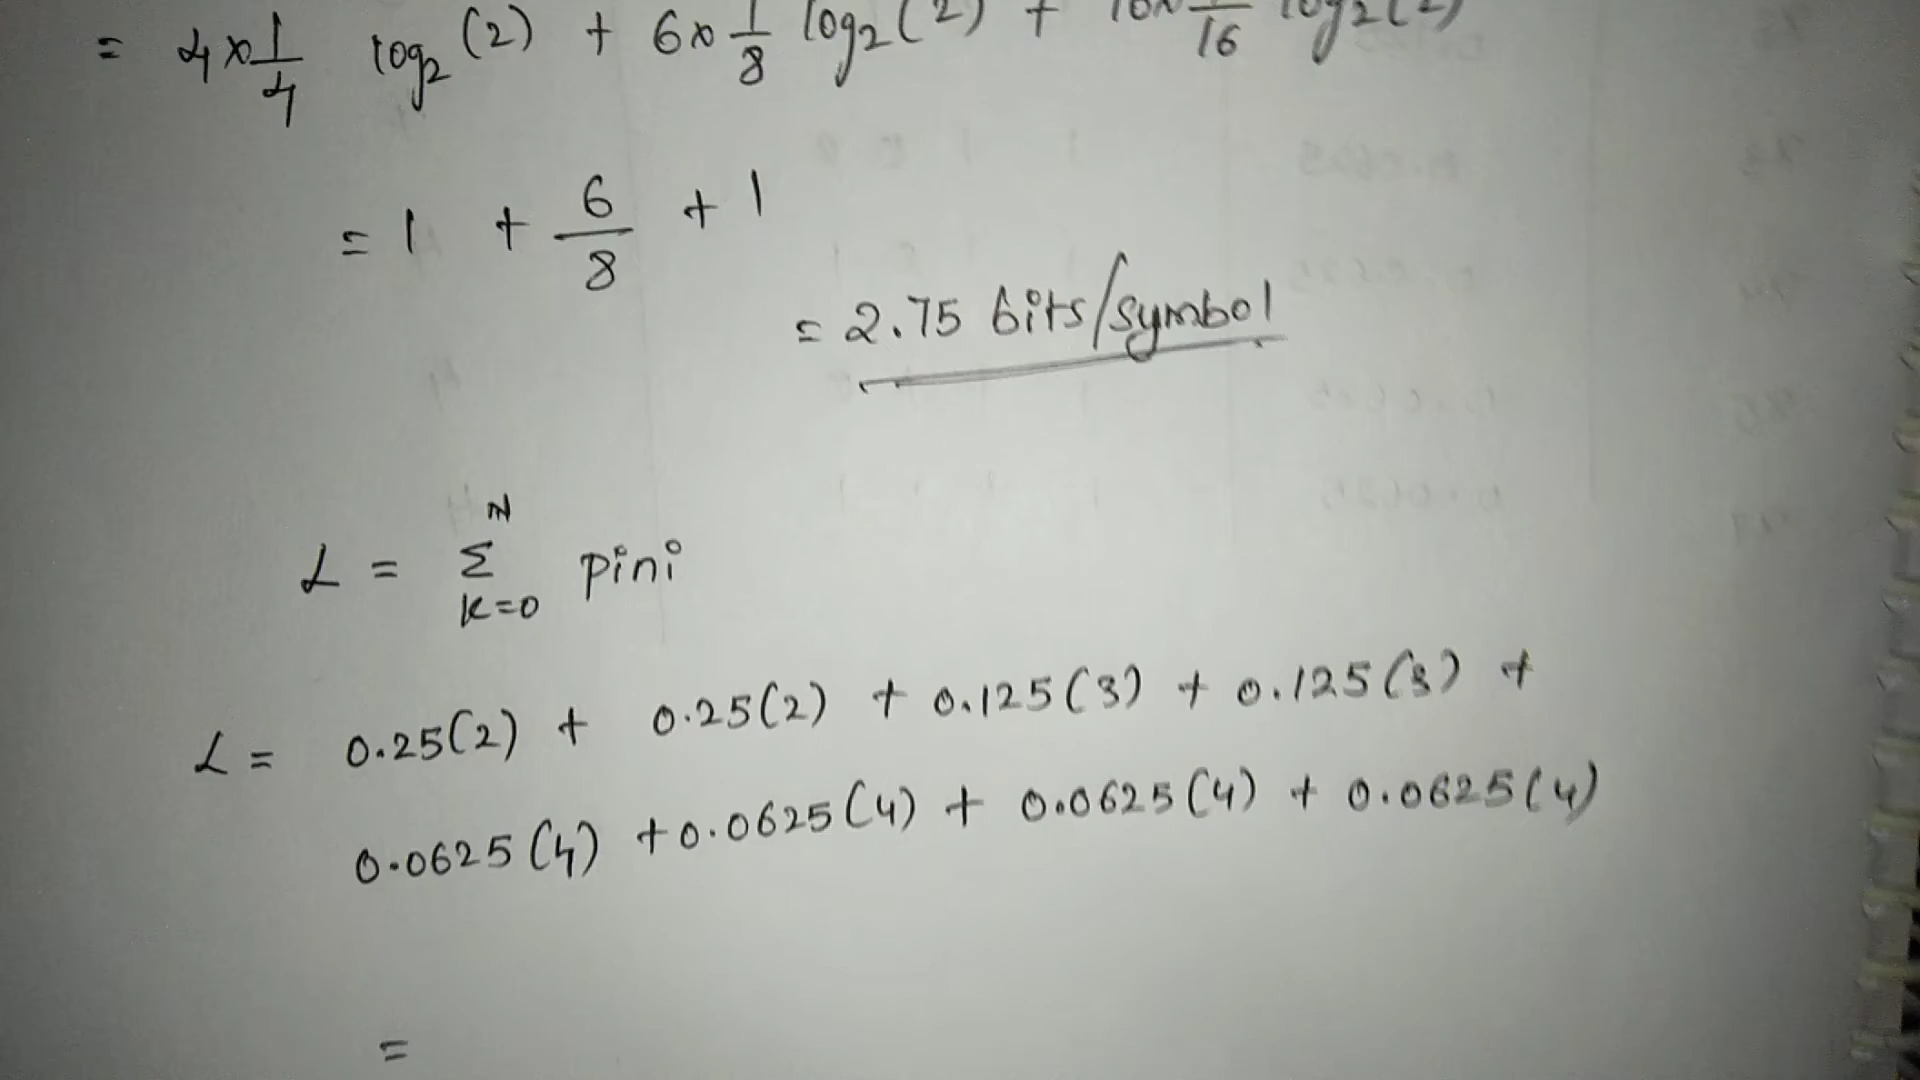 = 4 × 1/4 log₂ (2) + 6 × 1/8 log₂ (2) + 16 × 1/16 log₂ (2)
= 1 + 6/8 + 1
= 2.75 bits/symbol
L = N Σ K=0 pini
L = 0.25(2) + 0.25(2) + 0.125(3) + 0.125(3) +
0.0625(4) + 0.0625(4) + 0.0625(4) + 0.0625(4)
=